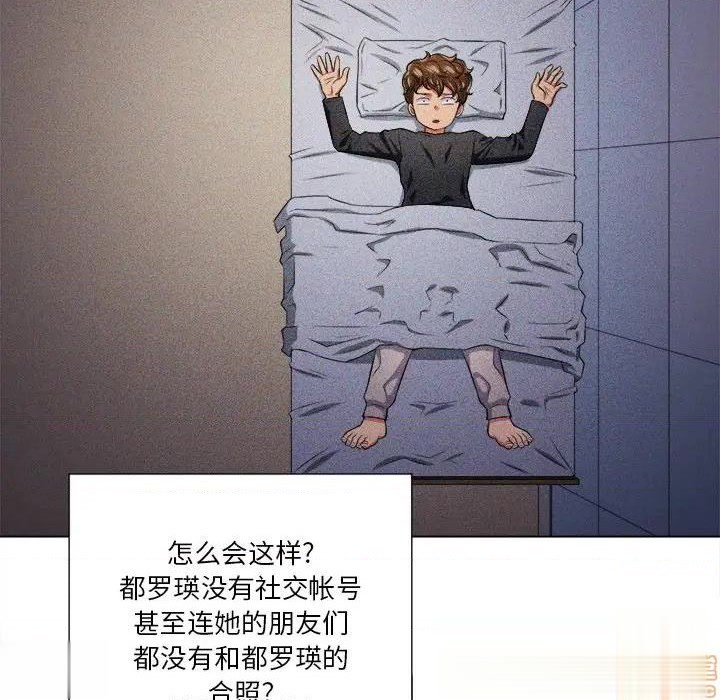 怎么会这样?
都罗瑛没有社交帐号
甚至连她的朋友们
都没有和都罗瑛的
合照?